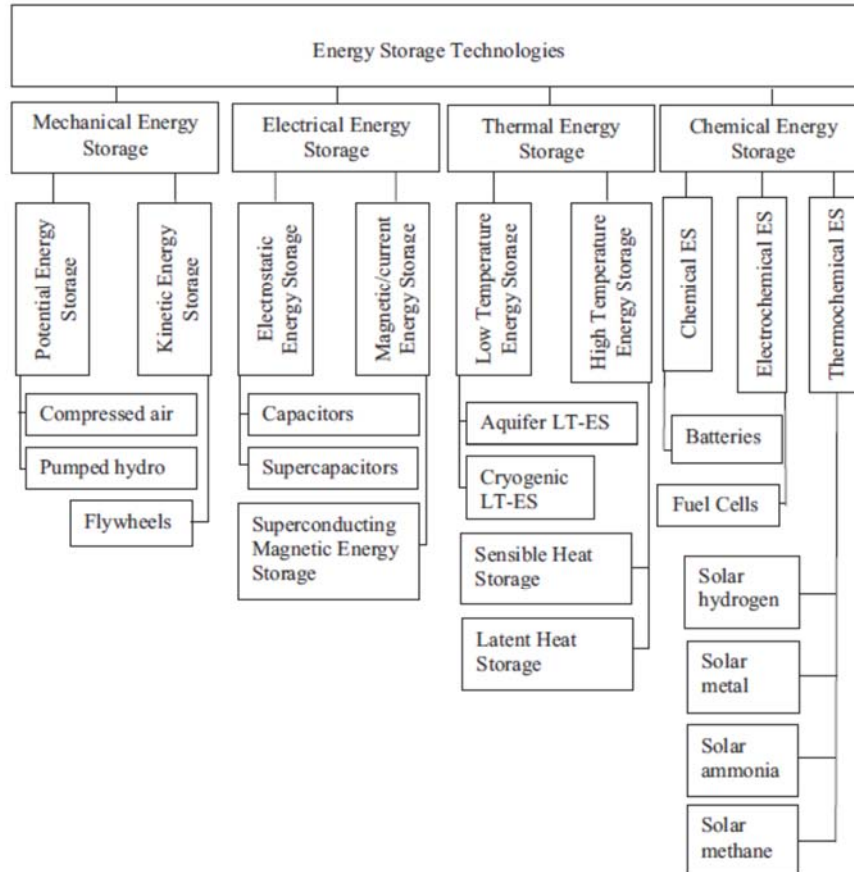 Energy Storage Technologies
Mechanical Energy
Storage
Electrical Energy
Storage
Thermal Energy
Storage
Chemical Energy
Storage
Potential Energy
Storage
Kinetic Energy
Storage
Electrostatic
Energy Storage
Magnetic/current
Energy Storage
Low Temperature
Energy Storage
High Temperature
Energy Storage
Chemical ES
Electrochemical ES
Thermochemical ES
Compressed air
Pumped hydro
Flywheels
Capacitors
Supercapacitors
Superconducting
Magnetic Energy
Storage
Aquifer LT-ES
Cryogenic
LT-ES
Sensible Heat
Storage
Latent Heat
Storage
Batteries
Fuel Cells
Solar
hydrogen
Solar
metal
Solar
ammonia
Solar
methane